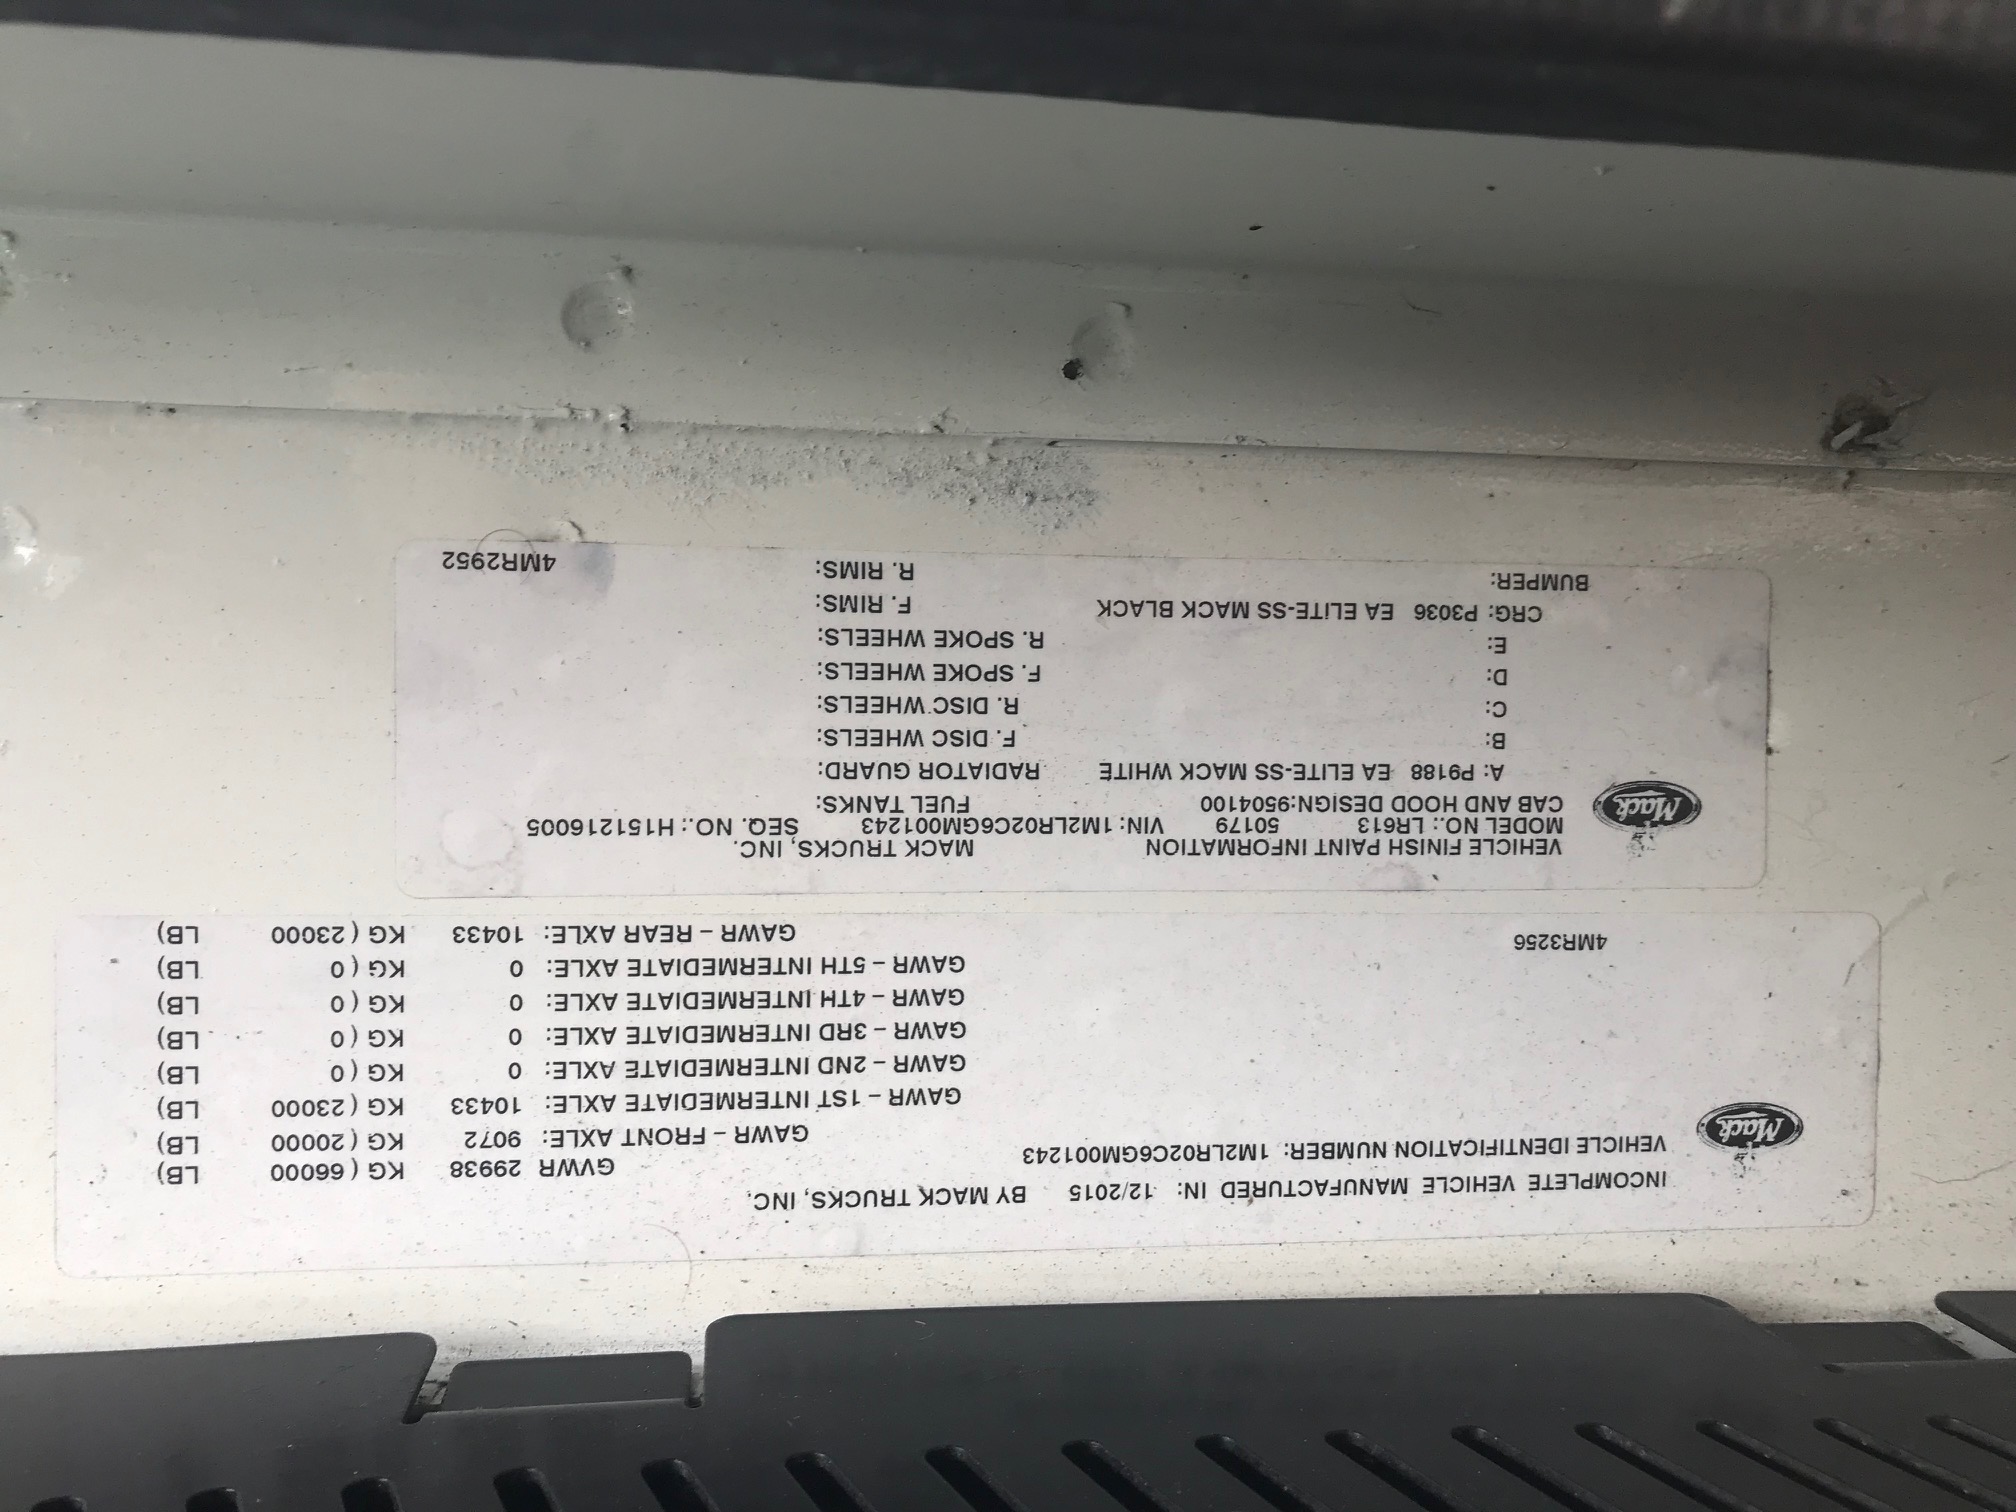 INCOMPLETE VEHICLE MANUFACTURED IN: 12/2015 BY MACK TRUCKS, INC.
VEHICLE IDENTIFICATION NUMBER: 1M2LR02C6GM001243
Mack
GVWR 29938 KG ( 66000 LB)
GAWR - FRONT AXLE: 9072 KG ( 20000 LB)
GAWR - 1ST INTERMEDIATE AXLE: 10433 KG ( 23000 LB)
GAWR - 2ND INTERMEDIATE AXLE: 0 KG ( 0 LB)
GAWR - 3RD INTERMEDIATE AXLE: 0 KG ( 0 LB)
GAWR - 4TH INTERMEDIATE AXLE: 0 KG ( 0 LB)
GAWR - 5TH INTERMEDIATE AXLE: 0 KG ( 0 LB)
GAWR - REAR AXLE: 10433 KG ( 23000 LB)
4MR3256
VEHICLE FINISH PAINT INFORMATION MACK TRUCKS, INC.
MODEL NO.: LR613 50179 VIN: 1M2LR02C6GM001243 SEQ. NO.: H151216005
Mack
CAB AND HOOD DESIGN:9504100 FUEL TANKS:
A: P9188 EA ELITE-SS MACK WHITE RADIATOR GUARD:
B: F. DISC WHEELS:
C: R. DISC WHEELS:
D: F. SPOKE WHEELS:
E: R. SPOKE WHEELS:
CRG: P3036 EA ELITE-SS MACK BLACK F. RIMS:
BUMPER: R. RIMS:
4MR2952